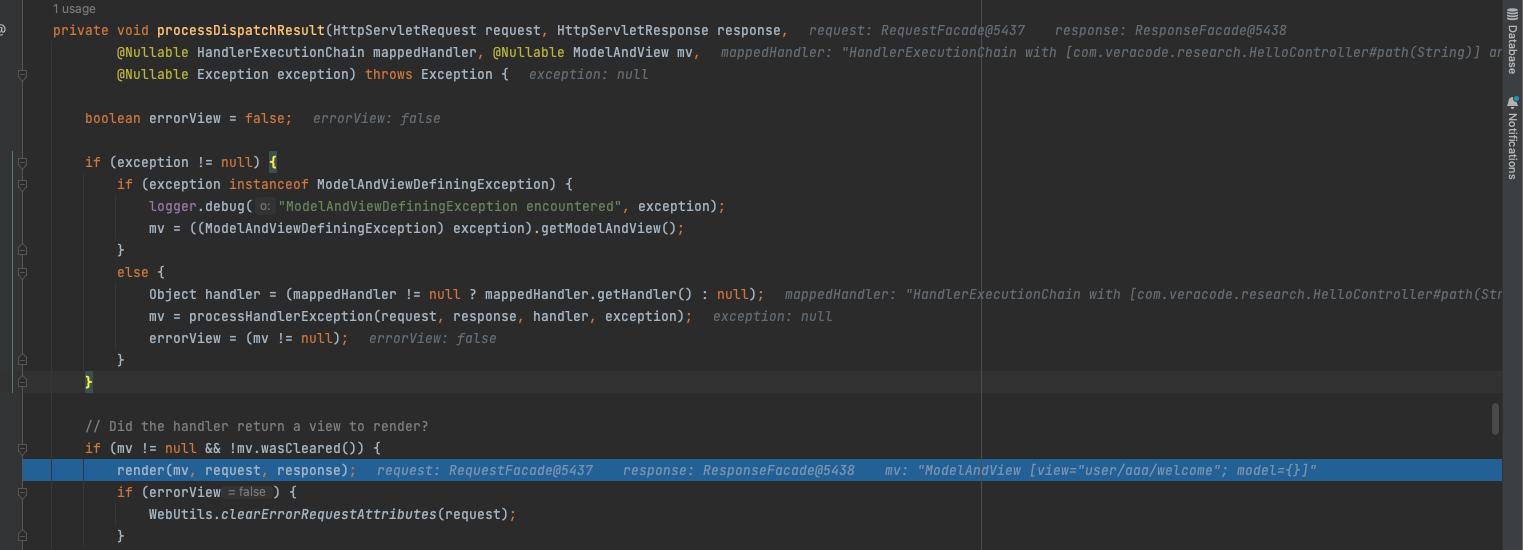 1 usage
private void processDispatchResult(HttpServletRequest request, HttpServletResponse response, request: RequestFacade@5437 response: ResponseFacade@5438
@Nullable HandlerExecutionChain mappedHandler, @Nullable ModelAndView mv, mappedHandler: "HandlerExecutionChain with [com.veracode.research.HelloController#path(String)] an
@Nullable Exception exception) throws Exception { exception: null
boolean errorView = false; errorView: false
if (exception != null) {
if (exception instanceof ModelAndViewDefiningException) {
logger.debug( o: "ModelAndViewDefiningException encountered", exception);
mv = ((ModelAndViewDefiningException) exception).getModelAndView();
}
else {
Object handler = (mappedHandler != null ? mappedHandler.getHandler() : null); mappedHandler: "HandlerExecutionChain with [com.veracode.research.HelloController#path(Str
mv = processHandlerException(request, response, handler, exception); exception: null
errorView = (mv != null); errorView: false
}
}
// Did the handler return a view to render?
if (mv != null && !mv.wasCleared()) {
render(mv, request, response); request: RequestFacade@5437 response: ResponseFacade@5438 mv: "ModelAndView [view="user/aaa/welcome"; model={}]"
if (errorView = false ) {
WebUtils.clearErrorRequestAttributes(request);
}
Database
Notifications